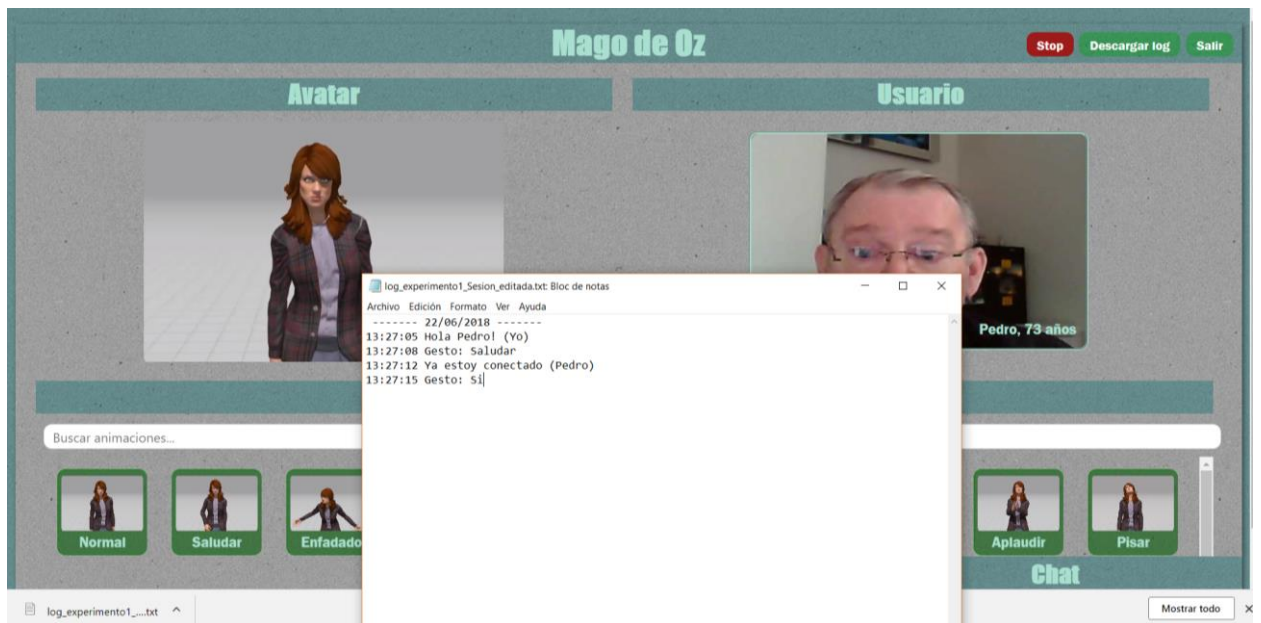 Mago de Oz
Stop
Descargar log
Salir
Avatar
Usuario
Pedro, 73 años
log_experimento1_Sesion_editada.txt: Bloc de notas
Archivo Edición Formato Ver Ayuda
------- 22/06/2018 -------
13:27:05 Hola Pedro! (Yo)
13:27:08 Gesto: Saludar
13:27:12 Ya estoy conectado (Pedro)
13:27:15 Gesto: Si
Buscar animaciones...
Normal
Saludar
Enfadado
Aplaudir
Pisar
Chat
log_experimento1_....txt
Mostrar todo